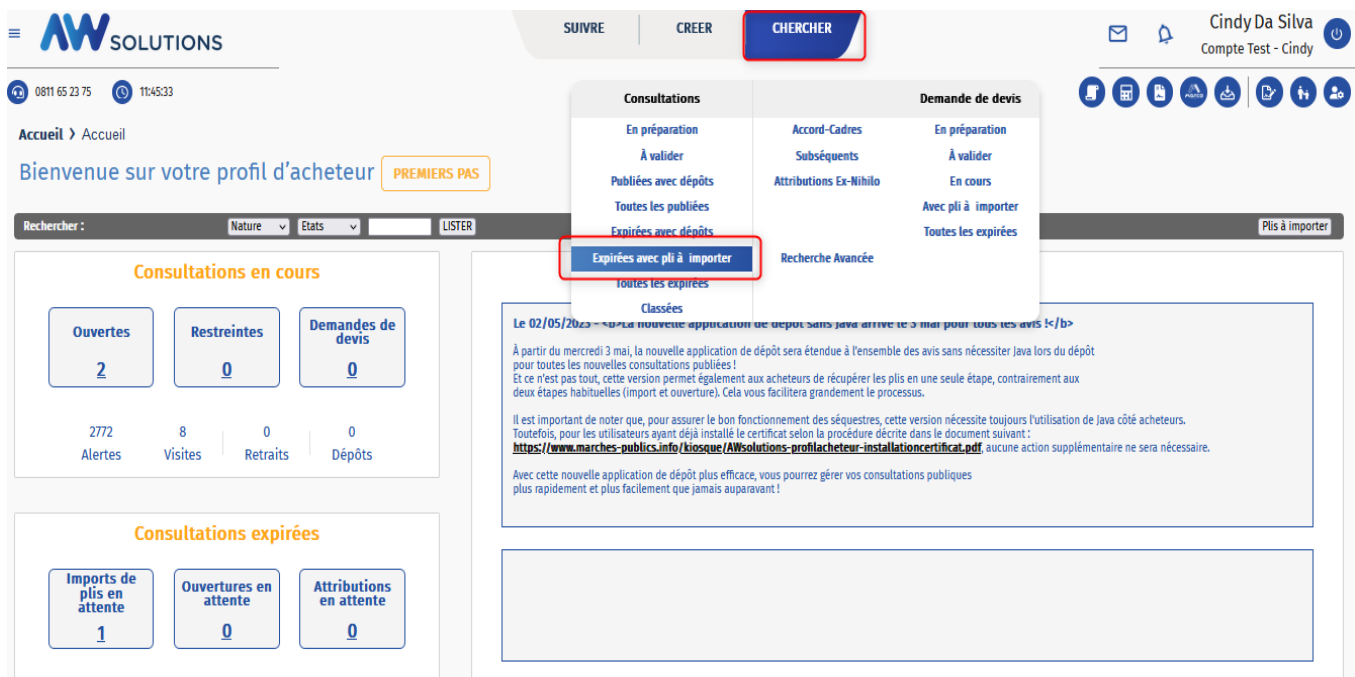 AW SOLUTIONS
SUIVRE
CREER
CHERCHER
Cindy Da Silva
Compte Test - Cindy
0811 65 23 75
11:45:33
Accueil > Accueil
Bienvenue sur votre profil d'acheteur
PREMIERS PAS
Consultations
En préparation
À valider
Publiées avec dépôts
Toutes les publiées
Expirées avec dépôts
Expirées avec pli à importer
Toutes les expirées
Classées
Accord-Cadres
Subséquents
Attributions Ex-Nihilo
Recherche Avancée
Demande de devis
En préparation
À valider
En cours
Avec pli à importer
Toutes les expirées
Rechercher :
Nature
Etats
LISTER
Plis à importer
Consultations en cours
Ouvertes
2
Restreintes
0
Demandes de
devis
0
2772
Alertes
8
Visites
0
Retraits
0
Dépôts
Consultations expirées
Imports de
plis en
attente
1
Ouvertures en
attente
0
Attributions
en attente
0
Le 02/05/2023 - <b>La nouvelle application de dépôt sans Java arrive le 3 mai pour tous les avis !</b>
À partir du mercredi 3 mai, la nouvelle application de dépôt sera étendue à l'ensemble des avis sans nécessiter Java lors du dépôt
pour toutes les nouvelles consultations publiées !
Et ce n'est pas tout, cette version permet également aux acheteurs de récupérer les plis en une seule étape, contrairement aux
deux étapes habituelles (import et ouverture). Cela vous facilitera grandement le processus.
Il est important de noter que, pour assurer le bon fonctionnement des séquestres, cette version nécessite toujours l'utilisation de Java côté acheteurs.
Toutefois, pour les utilisateurs ayant déjà installé le certificat selon la procédure décrite dans le document suivant :
https://www.marches-publics.info/kiosque/AWsolutions-profilacheteur-installationcertificat.pdf, aucune action supplémentaire ne sera nécessaire.
Avec cette nouvelle application de dépôt plus efficace, vous pourrez gérer vos consultations publiques
plus rapidement et plus facilement que jamais auparavant !